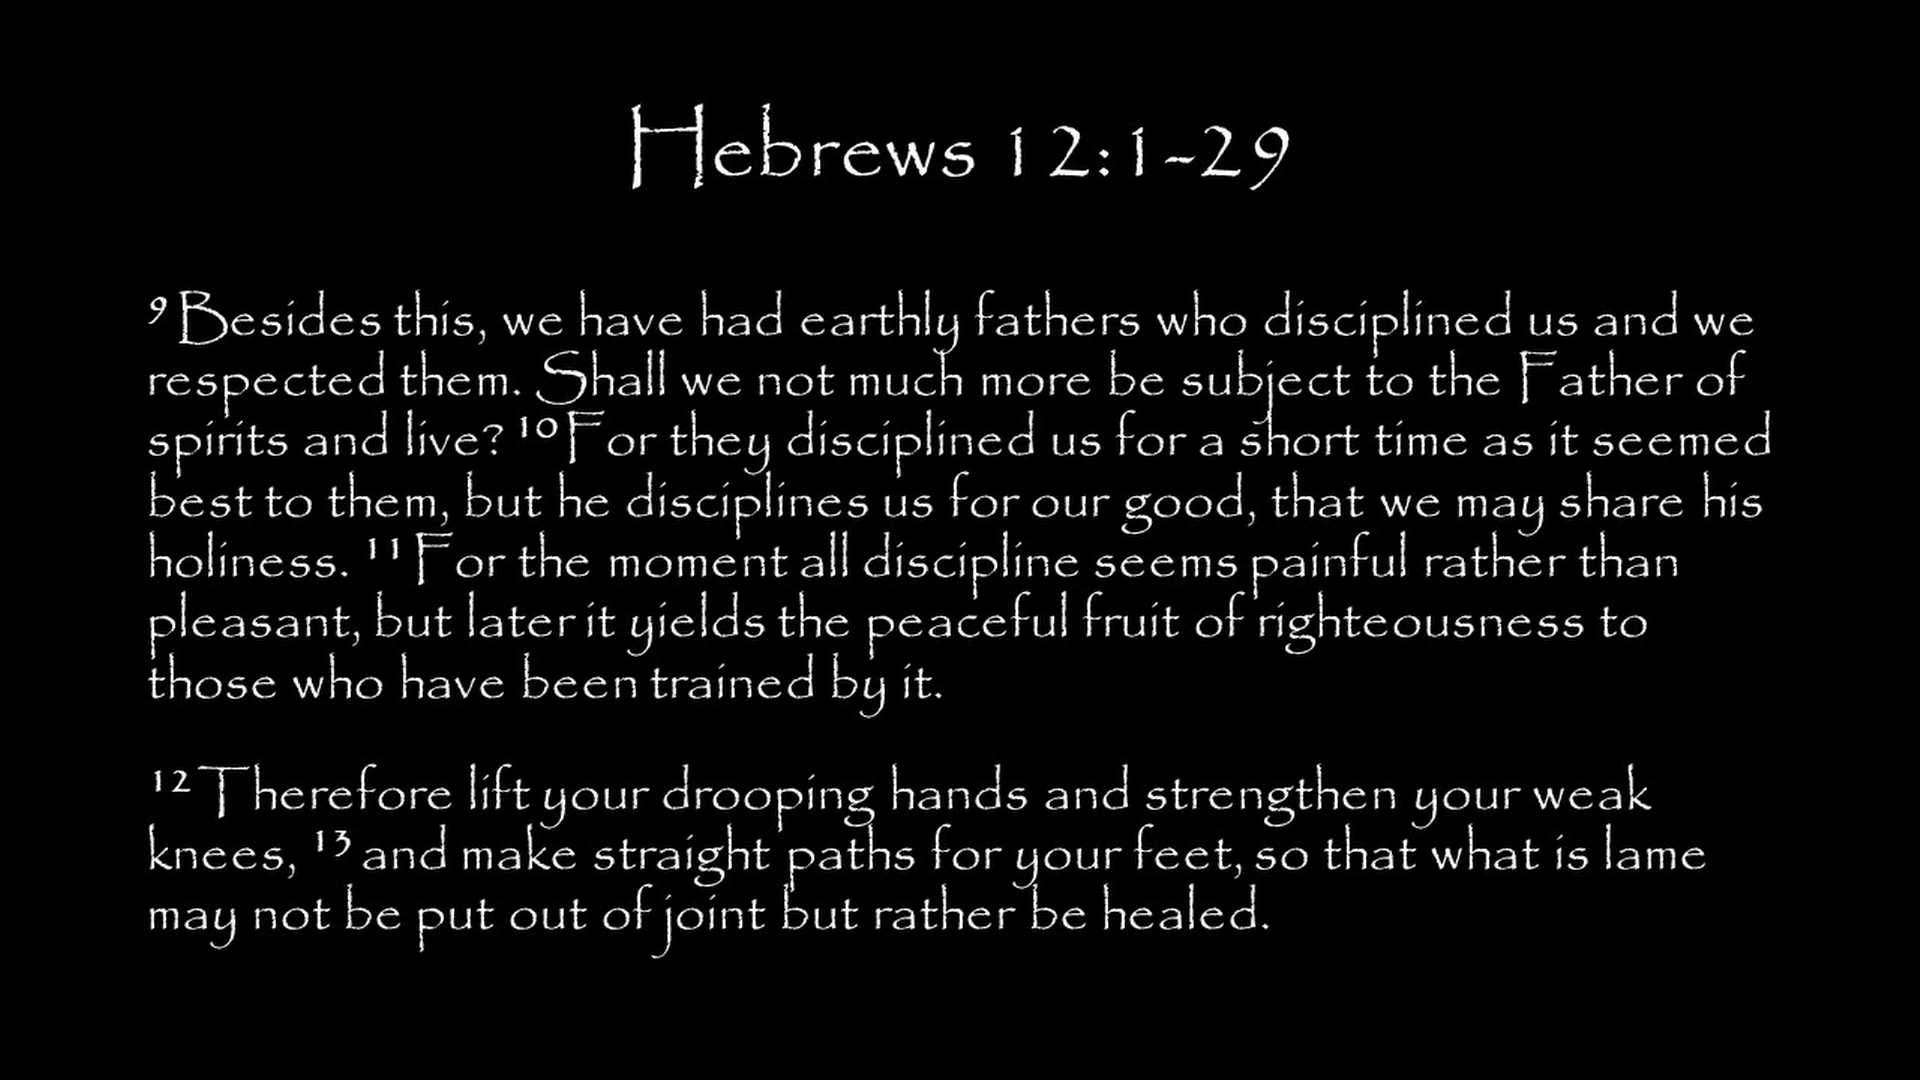 Hebrews 12:1-29
⁹ Besides this, we have had earthly fathers who disciplined us and we
respected them. Shall we not much more be subject to the Father of
spirits and live? ¹⁰ For they disciplined us for a short time as it seemed
best to them, but he disciplines us for our good, that we may share his
holiness. ¹¹ For the moment all discipline seems painful rather than
pleasant, but later it yields the peaceful fruit of righteousness to
those who have been trained by it.
¹² Therefore lift your drooping hands and strengthen your weak
knees, ¹³ and make straight paths for your feet, so that what is lame
may not be put out of joint but rather be healed.